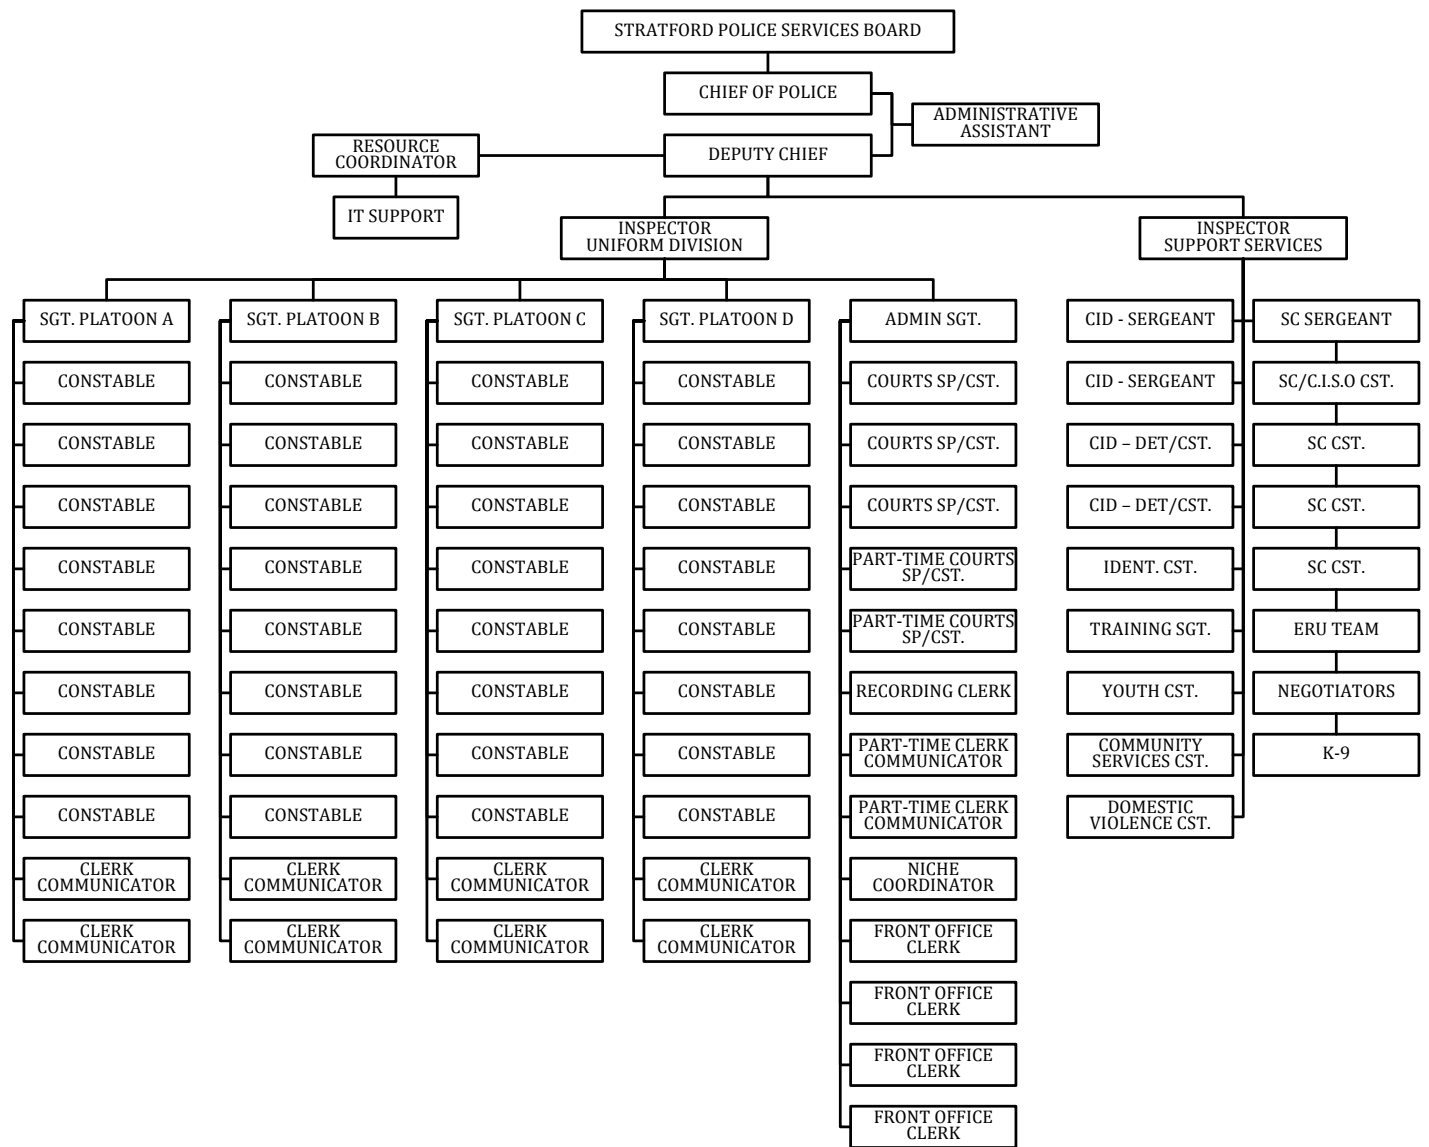 STRATFORD POLICE SERVICES BOARD
CHIEF OF POLICE
ADMINISTRATIVE
ASSISTANT
RESOURCE
COORDINATOR
DEPUTY CHIEF
IT SUPPORT
INSPECTOR
UNIFORM DIVISION
INSPECTOR
SUPPORT SERVICES
SGT. PLATOON A
CONSTABLE
CONSTABLE
CONSTABLE
CONSTABLE
CONSTABLE
CONSTABLE
CONSTABLE
CONSTABLE
CLERK
COMMUNICATOR
CLERK
COMMUNICATOR
SGT. PLATOON B
CONSTABLE
CONSTABLE
CONSTABLE
CONSTABLE
CONSTABLE
CONSTABLE
CONSTABLE
CONSTABLE
CLERK
COMMUNICATOR
CLERK
COMMUNICATOR
SGT. PLATOON C
CONSTABLE
CONSTABLE
CONSTABLE
CONSTABLE
CONSTABLE
CONSTABLE
CONSTABLE
CONSTABLE
CLERK
COMMUNICATOR
CLERK
COMMUNICATOR
SGT. PLATOON D
CONSTABLE
CONSTABLE
CONSTABLE
CONSTABLE
CONSTABLE
CONSTABLE
CONSTABLE
CONSTABLE
CLERK
COMMUNICATOR
CLERK
COMMUNICATOR
ADMIN SGT.
COURTS SP/CST.
COURTS SP/CST.
COURTS SP/CST.
PART-TIME COURTS
SP/CST.
PART-TIME COURTS
SP/CST.
RECORDING CLERK
PART-TIME CLERK
COMMUNICATOR
PART-TIME CLERK
COMMUNICATOR
NICHE
COORDINATOR
FRONT OFFICE
CLERK
FRONT OFFICE
CLERK
FRONT OFFICE
CLERK
FRONT OFFICE
CLERK
CID - SERGEANT
CID - SERGEANT
CID – DET/CST.
CID – DET/CST.
IDENT. CST.
TRAINING SGT.
YOUTH CST.
COMMUNITY
SERVICES CST.
DOMESTIC
VIOLENCE CST.
SC SERGEANT
SC/C.I.S.O CST.
SC CST.
SC CST.
SC CST.
ERU TEAM
NEGOTIATORS
K-9